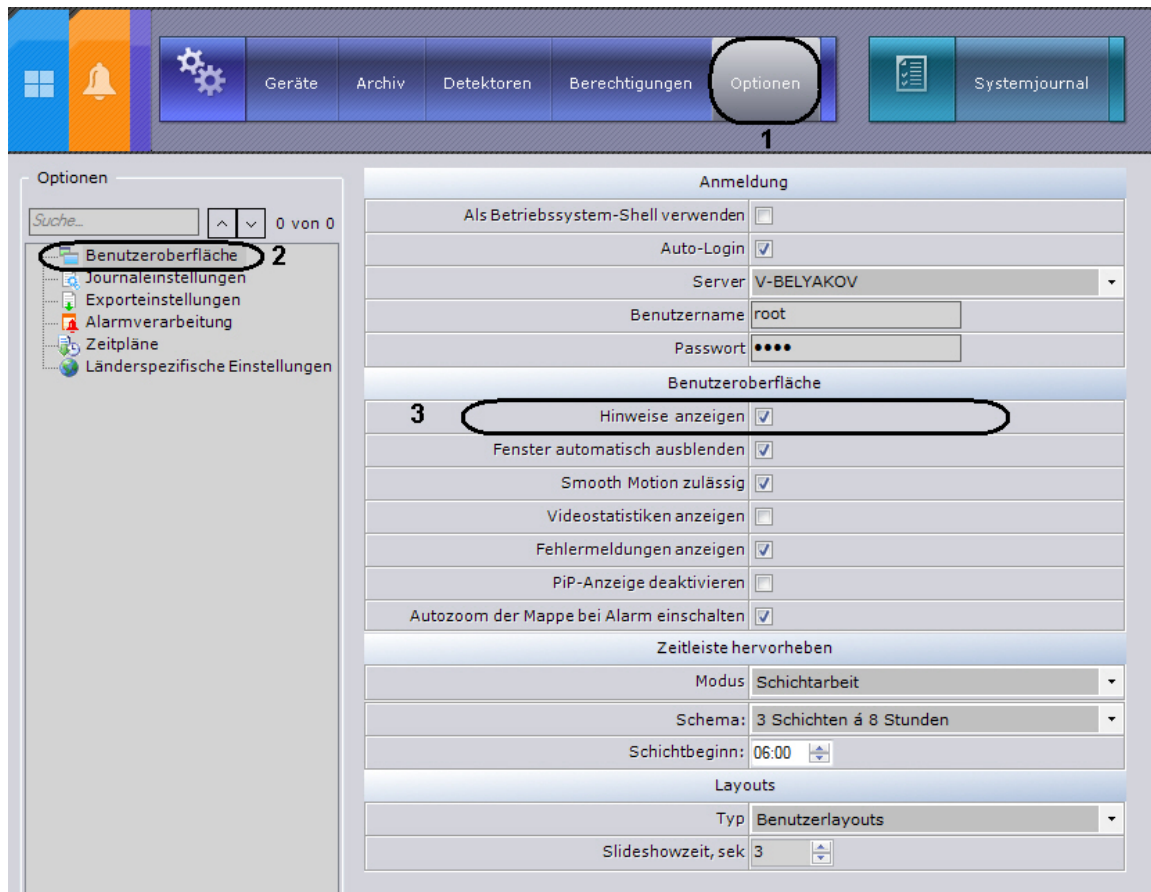 Geräte Archiv Detektoren Berechtigungen Optionen Systemjournal
1
Optionen
Suche... 0 von 0
Benutzeroberfläche 2
Journaleinstellungen
Exporteinstellungen
Alarmverarbeitung
Zeitpläne
Länderspezifische Einstellungen
Anmeldung
Als Betriebssystem-Shell verwenden
Auto-Login
Server V-BELYAKOV
Benutzername root
Passwort ••••
Benutzeroberfläche
3 Hinweise anzeigen
Fenster automatisch ausblenden
Smooth Motion zulässig
Videostatistiken anzeigen
Fehlermeldungen anzeigen
PiP-Anzeige deaktivieren
Autozoom der Mappe bei Alarm einschalten
Zeitleiste hervorheben
Modus Schichtarbeit
Schema: 3 Schichten á 8 Stunden
Schichtbeginn: 06:00
Layouts
Typ Benutzerlayouts
Slideshowzeit, sek 3